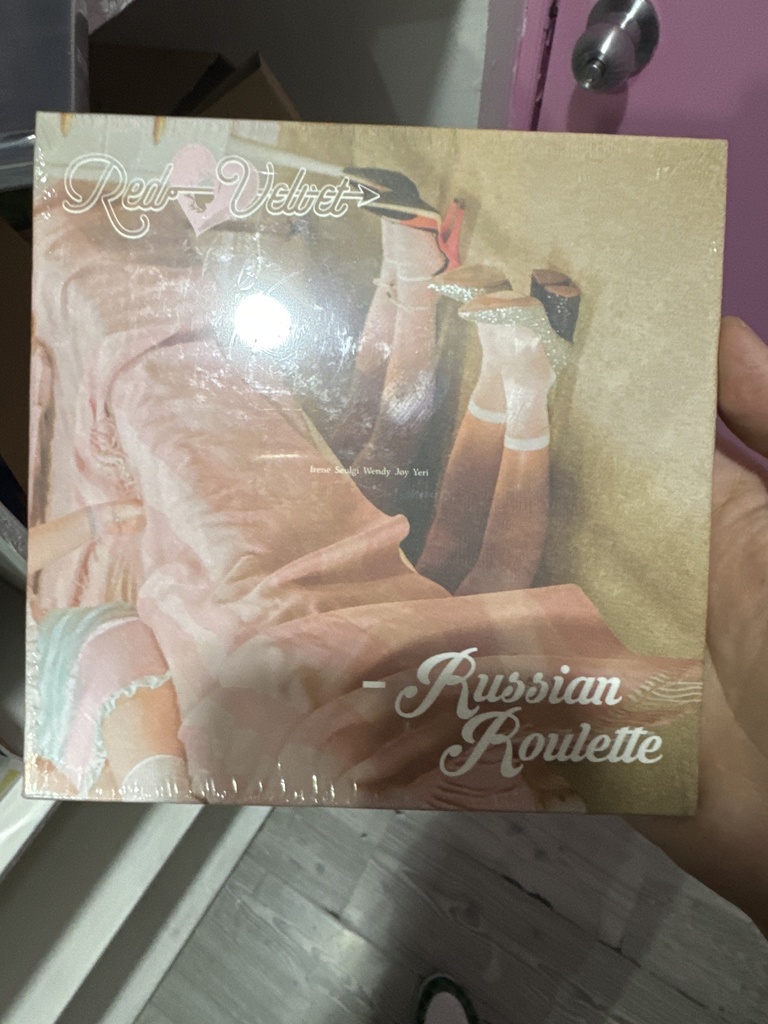 Red Velvet
Irene Seulgi Wendy Joy Yeri
- Russian
Roulette